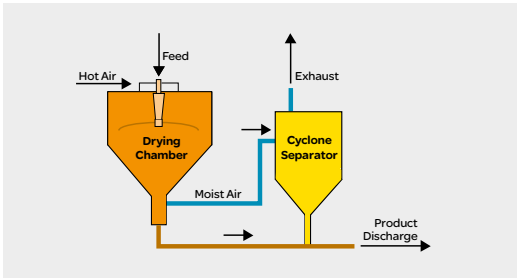 Feed
Hot Air
Exhaust
Drying
Chamber
Cyclone
Separator
Moist Air
Product
Discharge